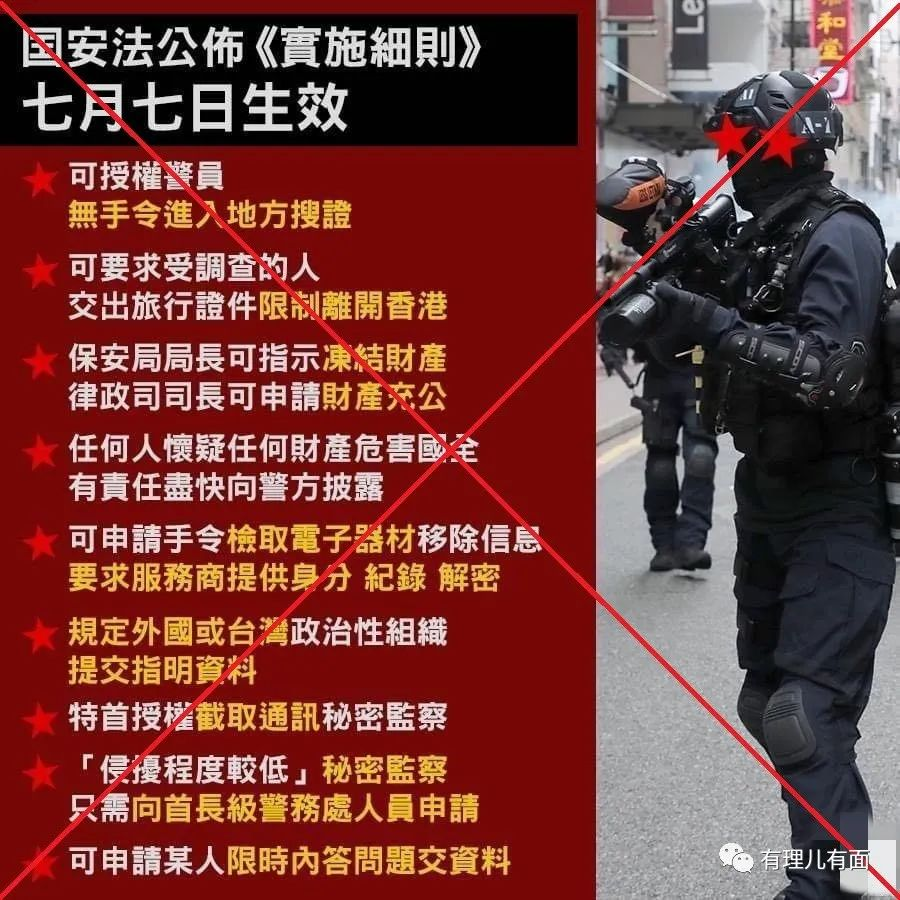 国安法公佈《實施細則》
七月七日生效
可授權警員
無手令進入地方搜證
可要求受調查的人
交出旅行證件限制離開香港
保安局局長可指示凍結財產
律政司司長可申請財產充公
任何人懷疑任何財產危害國全
有責任盡快向警方披露
可申請手令檢取電子器材移除信息
要求服務商提供身分 紀錄 解密
規定外國或台灣政治性組織
提交指明資料
特首授權截取通訊秘密監察
「侵擾程度較低」秘密監察
只需向首長級警務處人員申請
可申請某人限時內答問題交資料
和堂
Le
A-1
LESS LETHAL
有理儿有面